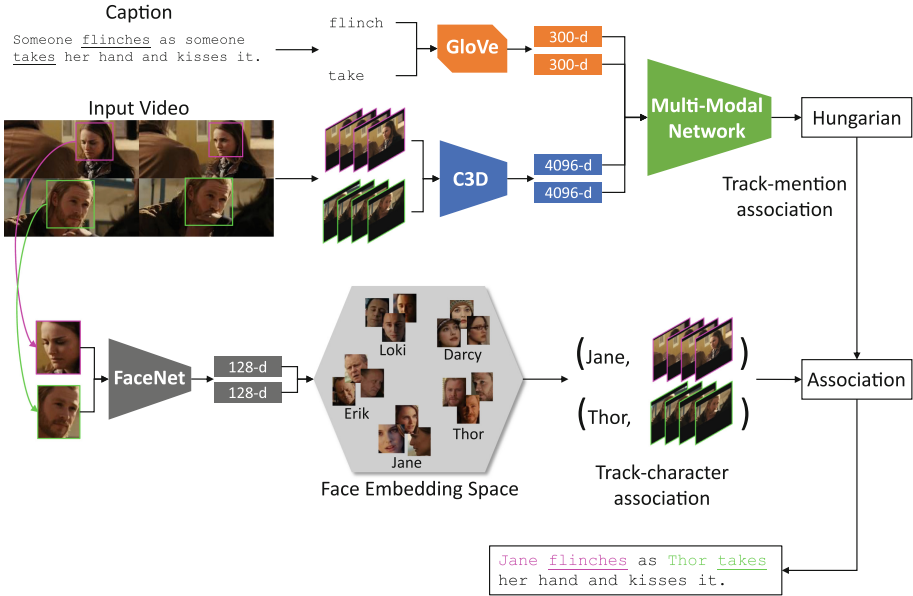 Caption
Someone flinches as someone
takes her hand and kisses it.
flinch
take
GloVe
300-d
300-d
Input Video
C3D
4096-d
4096-d
Multi-Modal
Network
Hungarian
Track-mention
association
FaceNet
128-d
128-d
Loki
Darcy
Erik
Thor
Jane
Face Embedding Space
(Jane, )
(Thor, )
Track-character
association
Association
Jane flinches as Thor takes
her hand and kisses it.